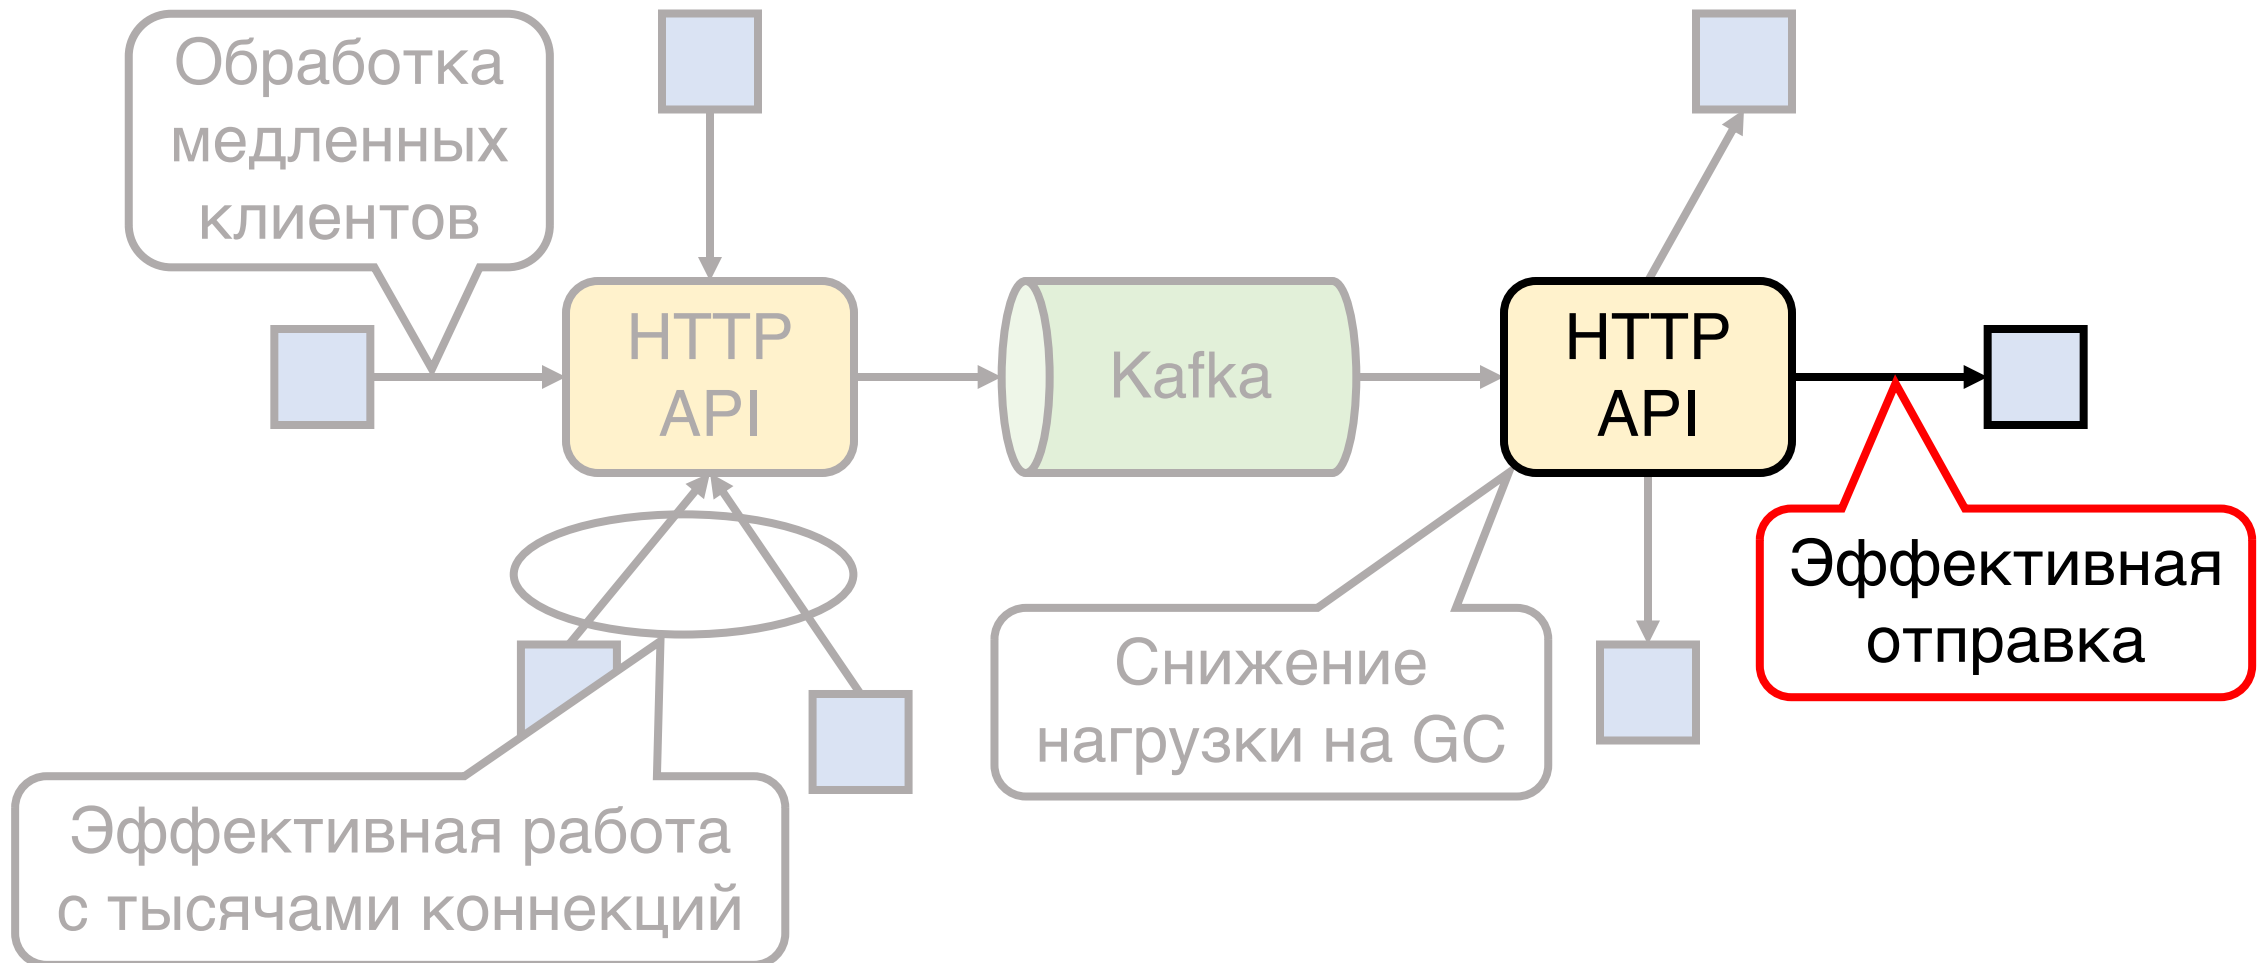 Обработка
медленных
клиентов
HTTP
API
Kafka
HTTP
API
Эффективная
отправка
Снижение
нагрузки на GC
Эффективная работа
с тысячами коннекций